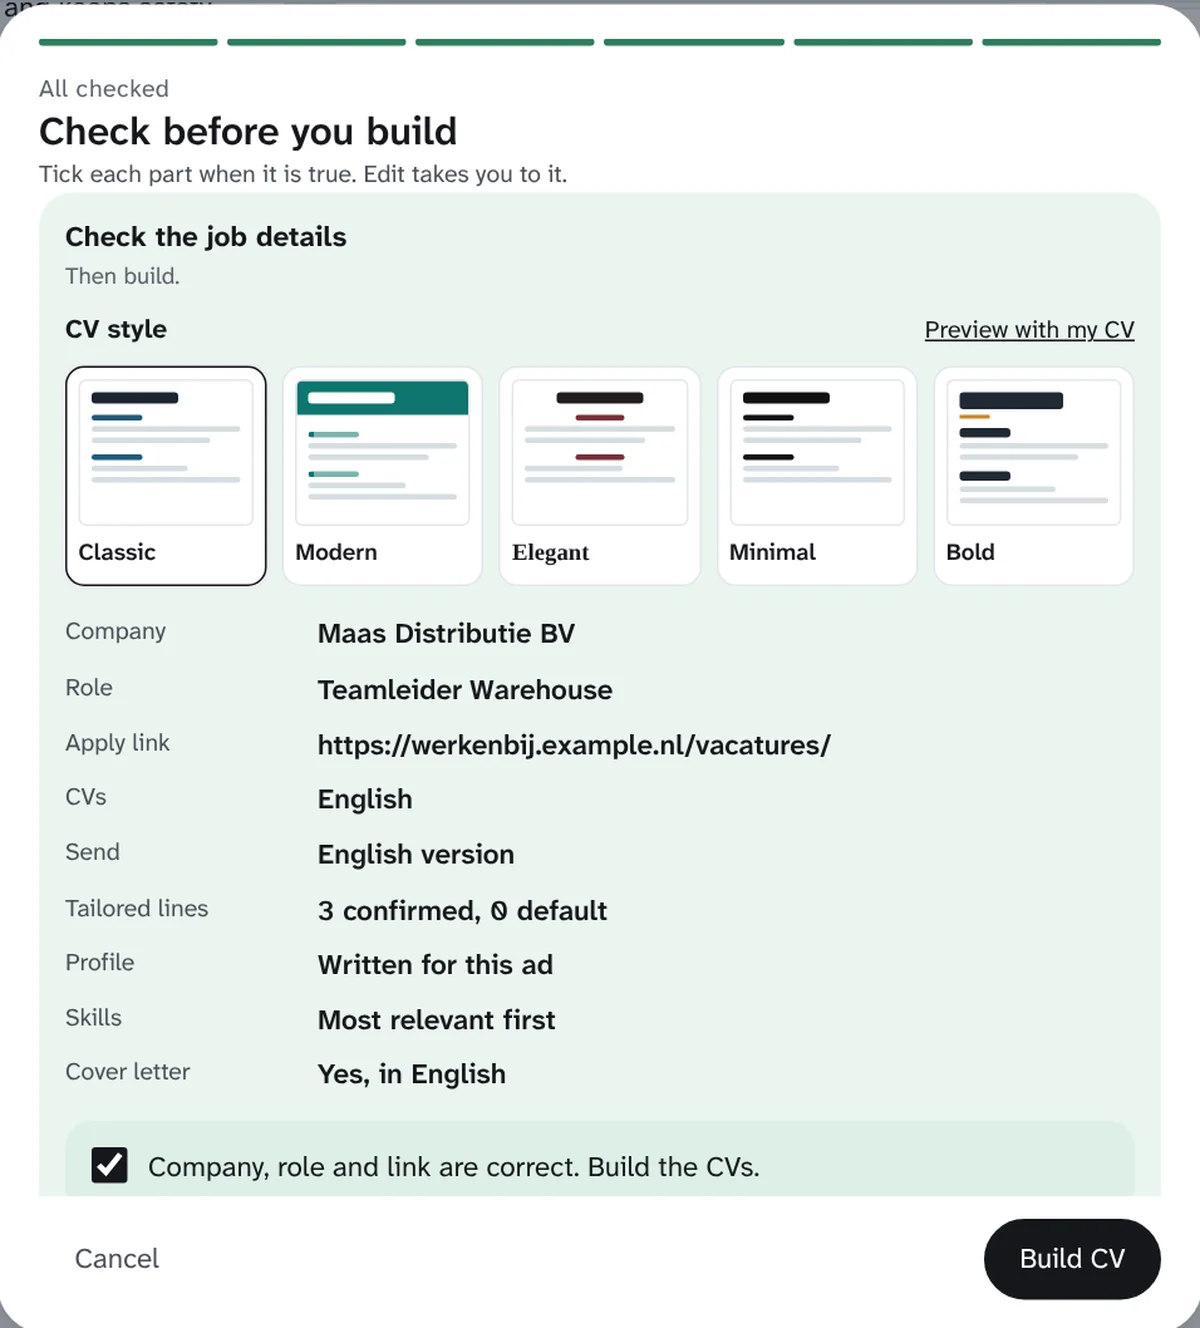 All checked
Check before you build
Tick each part when it is true. Edit takes you to it.
Check the job details
Then build.
CV style
Preview with my CV
Classic
Modern
Elegant
Minimal
Bold
Company
Maas Distributie BV
Role
Teamleider Warehouse
Apply link
https://werkenbij.example.nl/vacatures/
CVs
English
Send
English version
Tailored lines
3 confirmed, 0 default
Profile
Written for this ad
Skills
Most relevant first
Cover letter
Yes, in English
Company, role and link are correct. Build the CVs.
Cancel
Build CV